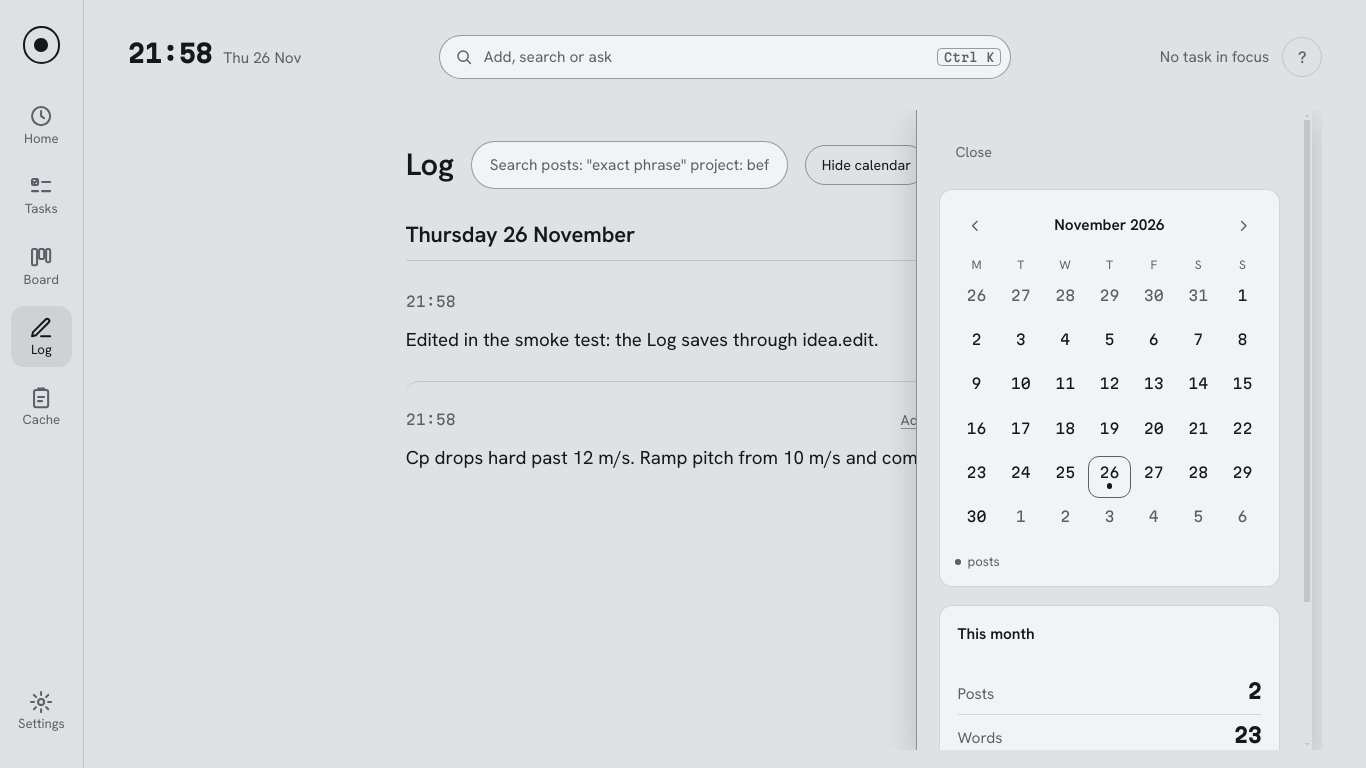 21:58 Thu 26 Nov
Add, search or ask
Ctrl K
No task in focus
?
Home
Tasks
Board
Log
Cache
Settings
Log
Search posts: "exact phrase" project: bef
Hide calendar
Thursday 26 November
21:58
Edited in the smoke test: the Log saves through idea.edit.
21:58
Ac
Cp drops hard past 12 m/s. Ramp pitch from 10 m/s and com
Close
November 2026
M T W T F S S
26 27 28 29 30 31 1
2 3 4 5 6 7 8
9 10 11 12 13 14 15
16 17 18 19 20 21 22
23 24 25 26 27 28 29
30 1 2 3 4 5 6
posts
This month
Posts 2
Words 23